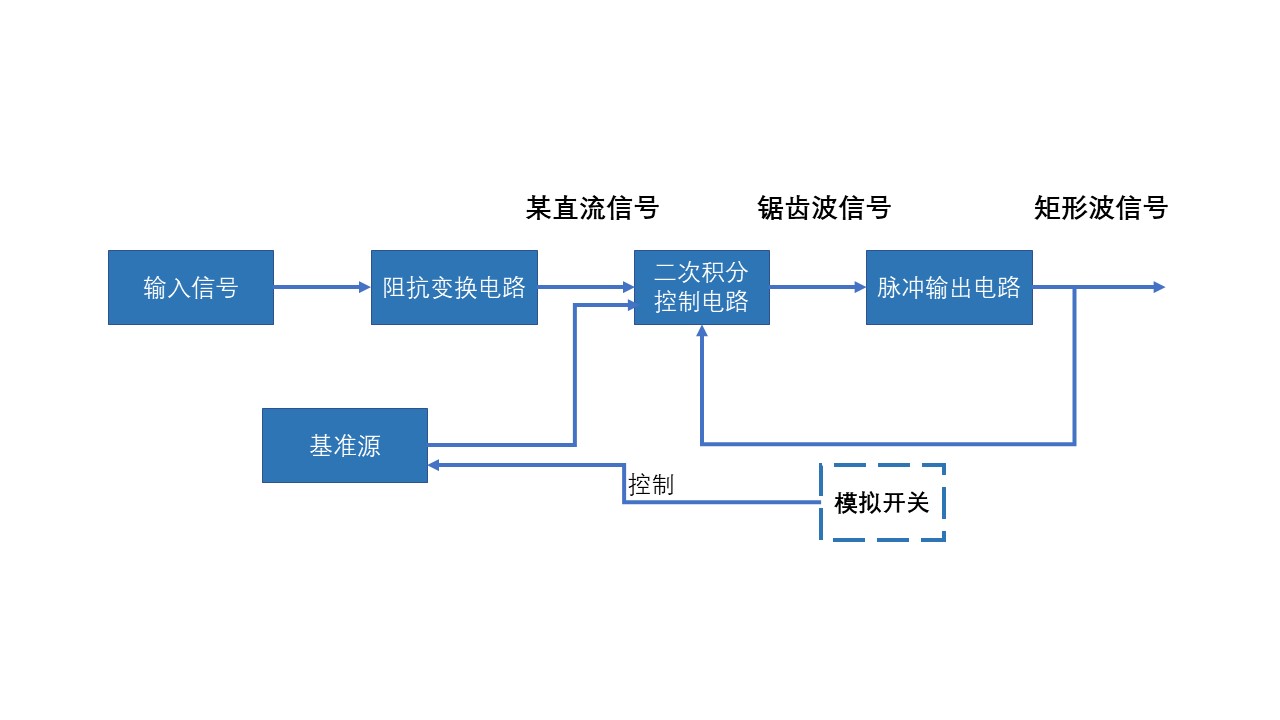 某直流信号
锯齿波信号
矩形波信号
输入信号
阻抗变换电路
二次积分
控制电路
脉冲输出电路
基准源
控制
模拟开关